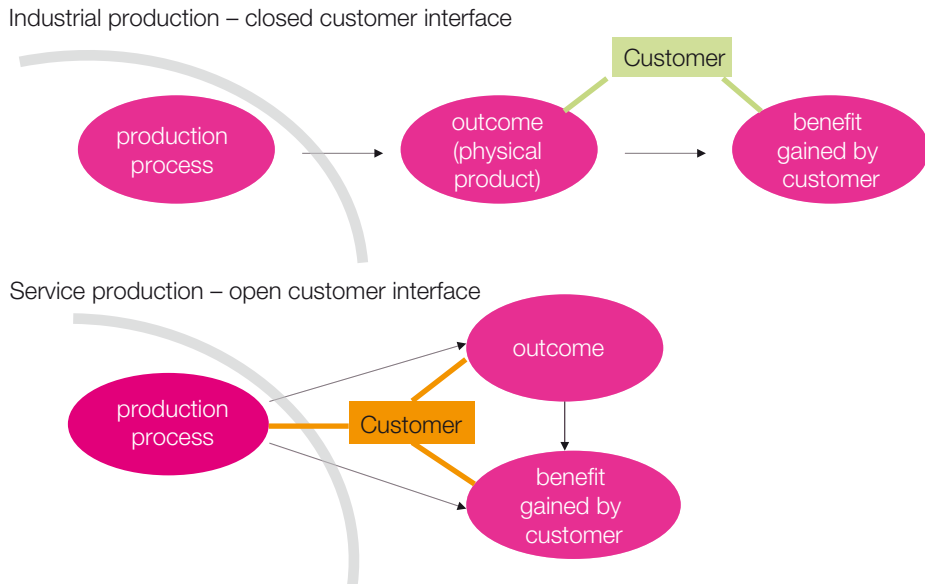 Industrial production – closed customer interface
Customer
production
process
outcome
(physical
product)
benefit
gained by
customer
Service production – open customer interface
outcome
production
process
Customer
benefit
gained by
customer